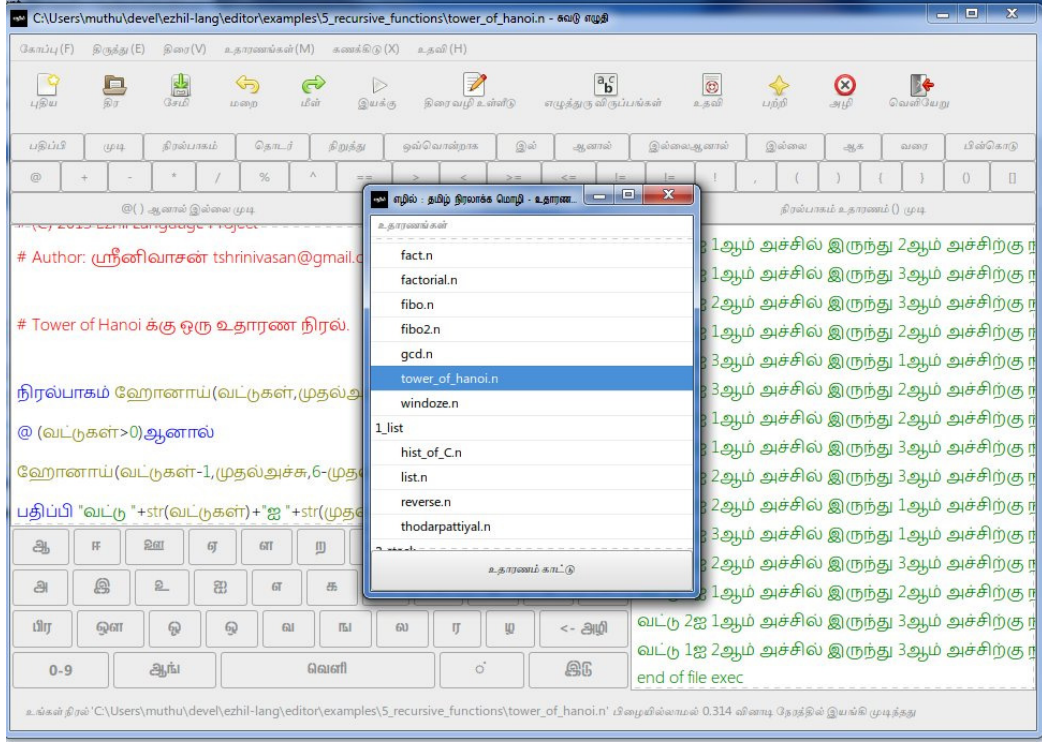 C:\Users\muthu\devel\ezhil-lang\editor\examples\5_recursive_functions\tower_of_hanoi.n - சுவடு எழுதி
கோப்பு (F) திருத்து (E) திரை (V) உதாரணங்கள் (M) கணக்கிடு (X) உதவி (H)
புதிய திர சேமி மறை மீள் இயக்கு திரைவழி உள்ளீடு எழுத்துரு விருப்பங்கள் உதவி பற்றி அழி வெளியேறு
பதிப்பி முடி நிரல்பாகம் தொடர் நிறுத்து ஒவ்வொன்றாக இல் ஆனால் இல்லைஆனால் இல்லை ஆக வரை பின்கொடு
@ + - * / % ^ == > < >= <= != != ! , ( ) { } () []
@( ) ஆனால் இல்லை முடி நிரல்பாகம் உதாரணம் () முடி
# (C) 2013 Ezhil Language Project
# Author: ஸ்ரீனிவாசன் tshrinivasan@gmail.c
# Tower of Hanoi க்கு ஒரு உதாரண நிரல்.
நிரல்பாகம் ஹோனாய்(வட்டுகள்,முதல்அ
@ (வட்டுகள்>0)ஆனால்
ஹோனாய்(வட்டுகள்-1,முதல்அச்சு,6-முத
பதிப்பி "வட்டு "+str(வட்டுகள்)+"ஐ "+str(முத
எழில் : தமிழ் நிரலாக்க மொழி - உதாரண...
உதாரணங்கள்
fact.n
factorial.n
fibo.n
fibo2.n
gcd.n
tower_of_hanoi.n
windoze.n
1_list
hist_of_C.n
list.n
reverse.n
thodarpattiyal.n
உதாரணம் காட்டு
1ஆம் அச்சில் இருந்து 2ஆம் அச்சிற்கு
1ஆம் அச்சில் இருந்து 3ஆம் அச்சிற்கு
2ஆம் அச்சில் இருந்து 3ஆம் அச்சிற்கு
1ஆம் அச்சில் இருந்து 2ஆம் அச்சிற்கு
3ஆம் அச்சில் இருந்து 1ஆம் அச்சிற்கு
3ஆம் அச்சில் இருந்து 2ஆம் அச்சிற்கு
1ஆம் அச்சில் இருந்து 2ஆம் அச்சிற்கு
1ஆம் அச்சில் இருந்து 3ஆம் அச்சிற்கு
2ஆம் அச்சில் இருந்து 3ஆம் அச்சிற்கு
2ஆம் அச்சில் இருந்து 1ஆம் அச்சிற்கு
3ஆம் அச்சில் இருந்து 1ஆம் அச்சிற்கு
2ஆம் அச்சில் இருந்து 3ஆம் அச்சிற்கு
1ஆம் அச்சில் இருந்து 2ஆம் அச்சிற்கு
வட்டு 2ஐ 1ஆம் அச்சில் இருந்து 3ஆம் அச்சிற்கு
வட்டு 1ஐ 2ஆம் அச்சில் இருந்து 3ஆம் அச்சிற்கு
end of file exec
ஆ ஈ ஊ ஏ ள ற
அ இ உ ஐ எ க
பிர ஔ ஓ ஒ வ ங ல ர ழ <- அழி
0-9 ஆங் வெளி ் இடு
உங்கள் நிரல் 'C:\Users\muthu\devel\ezhil-lang\editor\examples\5_recursive_functions\tower_of_hanoi.n' பிழையில்லாமல் 0.314 வினாடி நேரத்தில் இயங்கி முடிந்தது